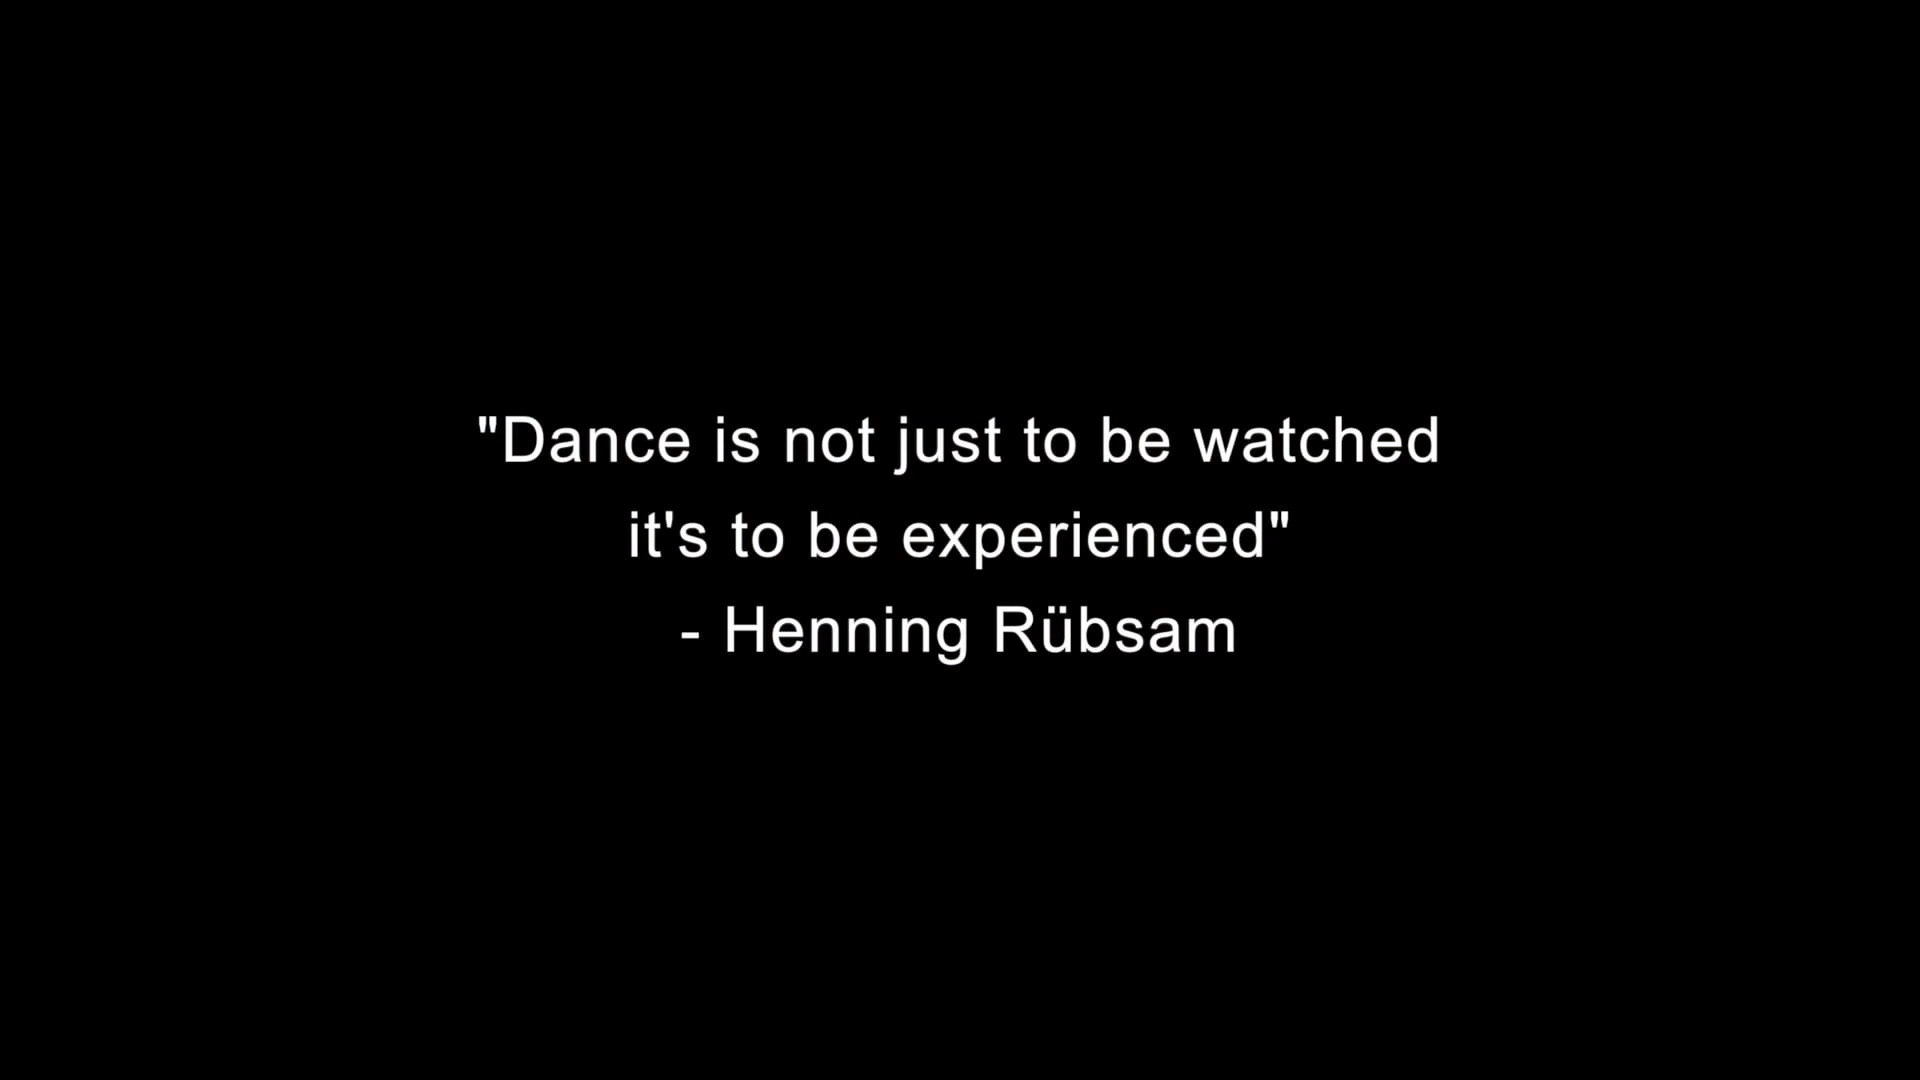 "Dance is not just to be watched
it's to be experienced"
- Henning Rübsam